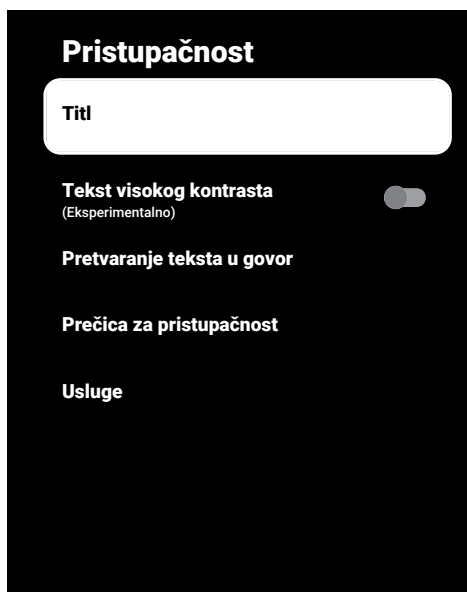 Pristupačnost
Titl
Tekst visokog kontrasta
(Eksperimentalno)
Pretvaranje teksta u govor
Prečica za pristupačnost
Usluge